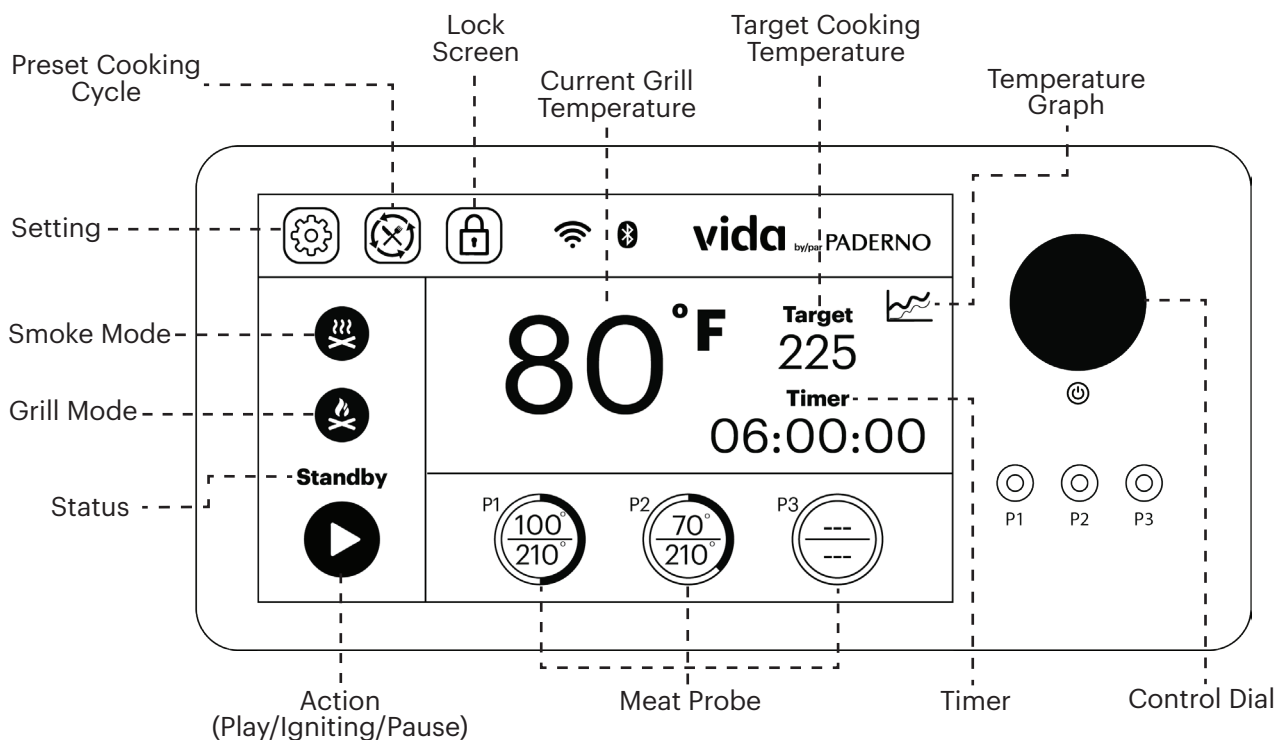 Lock
Screen
Target Cooking
Temperature
Preset Cooking
Cycle
Current Grill
Temperature
Temperature
Graph
Setting
vida by/par PADERNO
Smoke Mode
80°F
Target
225
Grill Mode
Timer
06:00:00
Standby
Status
P1
100°
210°
P2
70°
210°
P3
---
---
P1 P2 P3
Action
(Play/Igniting/Pause)
Meat Probe
Timer
Control Dial